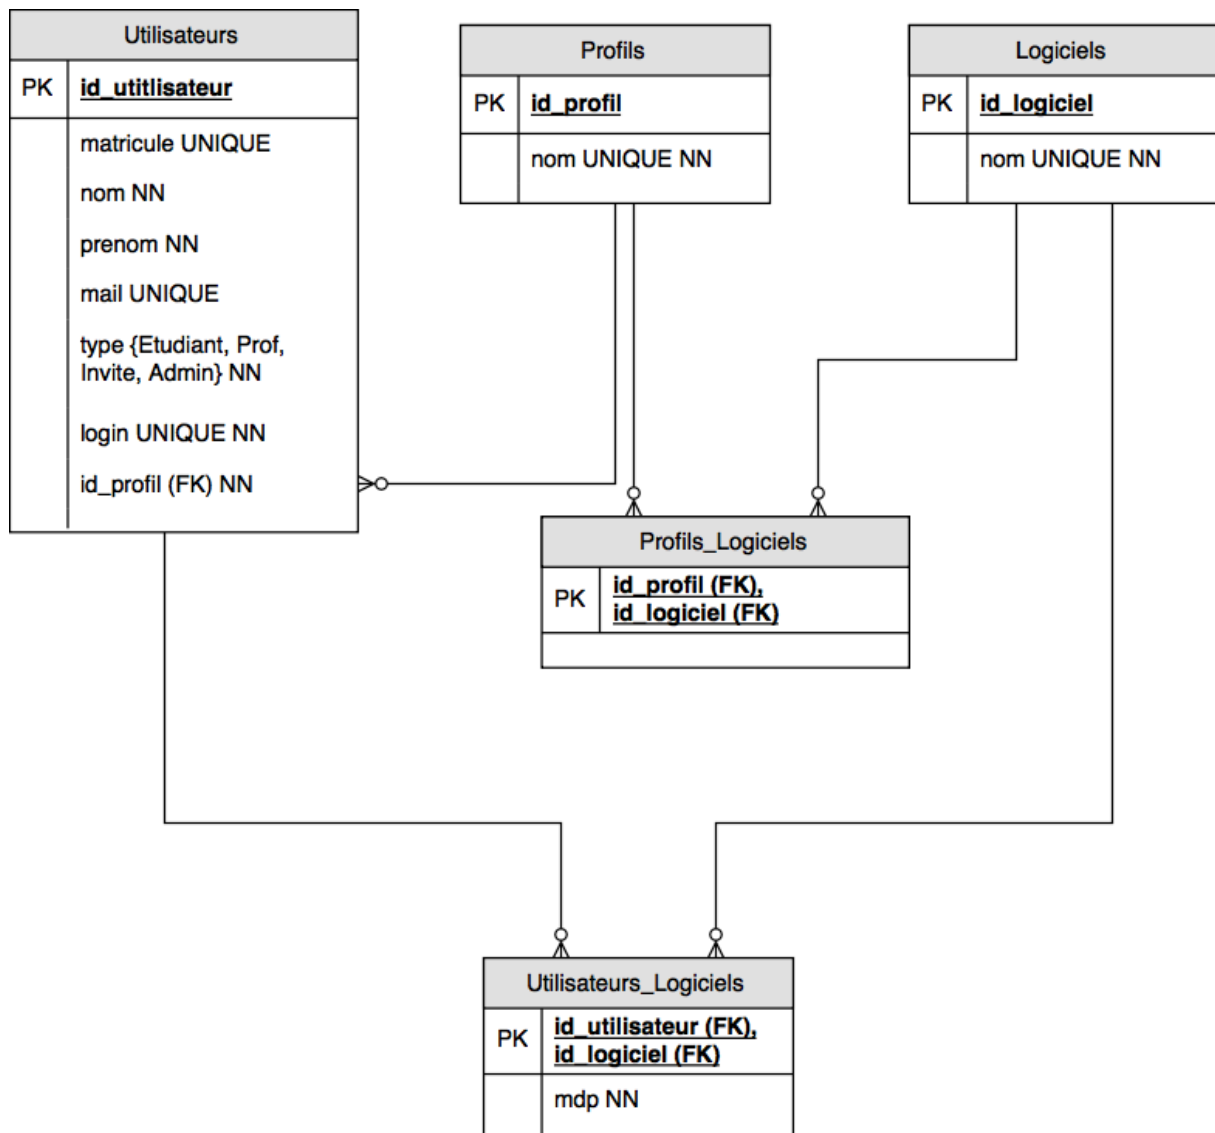 Utilisateurs
PK id_utitlisateur
matricule UNIQUE
nom NN
prenom NN
mail UNIQUE
type {Etudiant, Prof,
Invite, Admin} NN
login UNIQUE NN
id_profil (FK) NN
Profils
PK id_profil
nom UNIQUE NN
Logiciels
PK id_logiciel
nom UNIQUE NN
Profils_Logiciels
PK id_profil (FK),
id_logiciel (FK)
Utilisateurs_Logiciels
PK id_utilisateur (FK),
id_logiciel (FK)
mdp NN